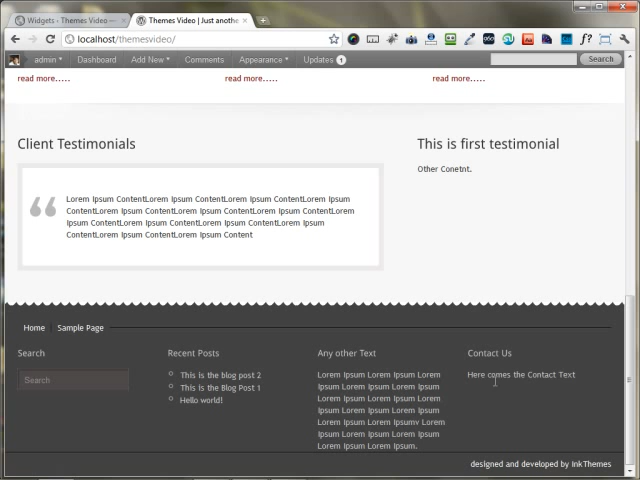 Widgets - Themes Video —
Themes Video | Just anothe
localhost/themesvideo/
f?
admin
Dashboard
Add New
Comments
Appearance
Updates 1
Search
read more.....
read more.....
read more.....
Client Testimonials
This is first testimonial
Other Conetnt.
Lorem Ipsum ContentLorem Ipsum ContentLorem Ipsum ContentLorem Ipsum
ContentLorem Ipsum ContentLorem Ipsum ContentLorem Ipsum ContentLorem
Ipsum ContentLorem Ipsum ContentLorem Ipsum ContentLorem Ipsum
ContentLorem Ipsum ContentLorem Ipsum Content
Home
Sample Page
Search
Search
Recent Posts
This is the blog post 2
This is the Blog Post 1
Hello world!
Any other Text
Lorem Ipsum Lorem Ipsum Lorem
Ipsum Lorem Ipsum Lorem Ipsum
Lorem Ipsum Lorem Ipsum Lorem
Ipsum Lorem Ipsum Lorem Ipsum
Lorem Ipsum Lorem Ipsumv Lorem
Ipsum Lorem Ipsum Lorem Ipsum
Lorem Ipsum Lorem Ipsum.
Contact Us
Here comes the Contact Text
designed and developed by InkThemes